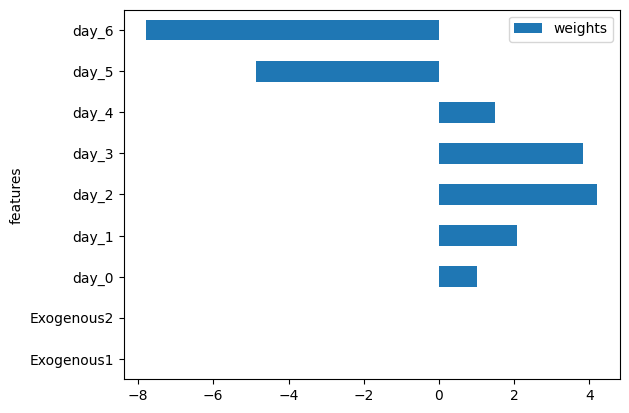 weights
features
day_6
day_5
day_4
day_3
day_2
day_1
day_0
Exogenous2
Exogenous1
−8 −6 −4 −2 0 2 4